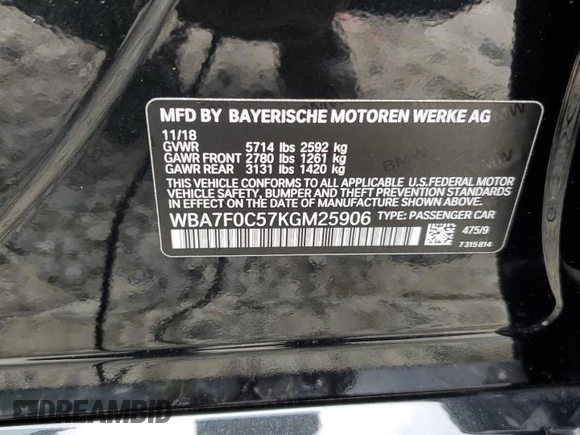 MFD BY BAYERISCHE MOTOREN WERKE AG
11/18
GVWR 5714 lbs 2592 kg
GAWR FRONT 2780 lbs 1261 kg
GAWR REAR 3131 lbs 1420 kg
THIS VEHICLE CONFORMS TO ALL APPLICABLE U.S.FEDERAL MOTOR
VEHICLE SAFETY, BUMPER AND THEFT PREVENTION STANDARDS
IN EFFECT ON THE DATE OF MANUFACTURE SHOWN ABOVE.
WBA7F0C57KGM25906 TYPE: PASSENGER CAR
475/9
7315814
DREAMBID